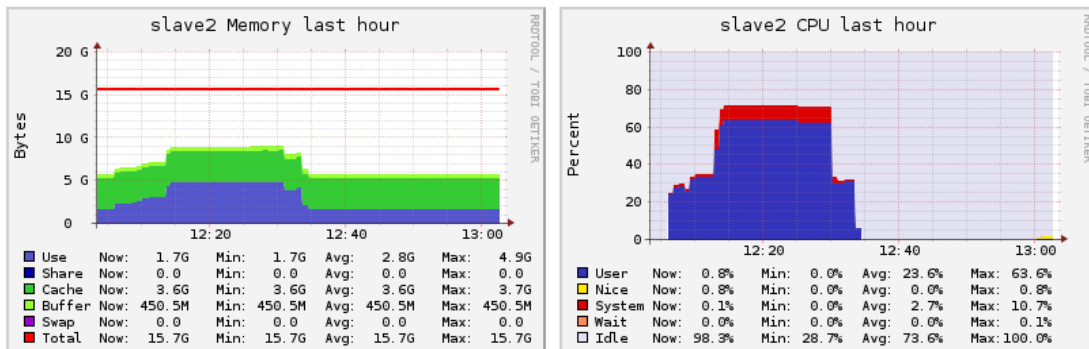 slave2 Memory last hour
RRDTOOL / TOBI OETIKER
Bytes
20 G
15 G
10 G
5 G
0
12:20 12:40 13:00
Use Now: 1.7G Min: 1.7G Avg: 2.8G Max: 4.9G
Share Now: 0.0 Min: 0.0 Avg: 0.0 Max: 0.0
Cache Now: 3.6G Min: 3.6G Avg: 3.6G Max: 3.7G
Buffer Now: 450.5M Min: 450.5M Avg: 450.5M Max: 450.5M
Swap Now: 0.0 Min: 0.0 Avg: 0.0 Max: 0.0
Total Now: 15.7G Min: 15.7G Avg: 15.7G Max: 15.7G
slave2 CPU last hour
RRDTOOL / TOBI OETIKER
Percent
100
80
60
40
20
0
12:20 12:40 13:00
User Now: 0.8% Min: 0.0% Avg: 23.6% Max: 63.6%
Nice Now: 0.8% Min: 0.0% Avg: 0.0% Max: 0.8%
System Now: 0.1% Min: 0.0% Avg: 2.7% Max: 10.7%
Wait Now: 0.0% Min: 0.0% Avg: 0.0% Max: 0.1%
Idle Now: 98.3% Min: 28.7% Avg: 73.6% Max:100.0%